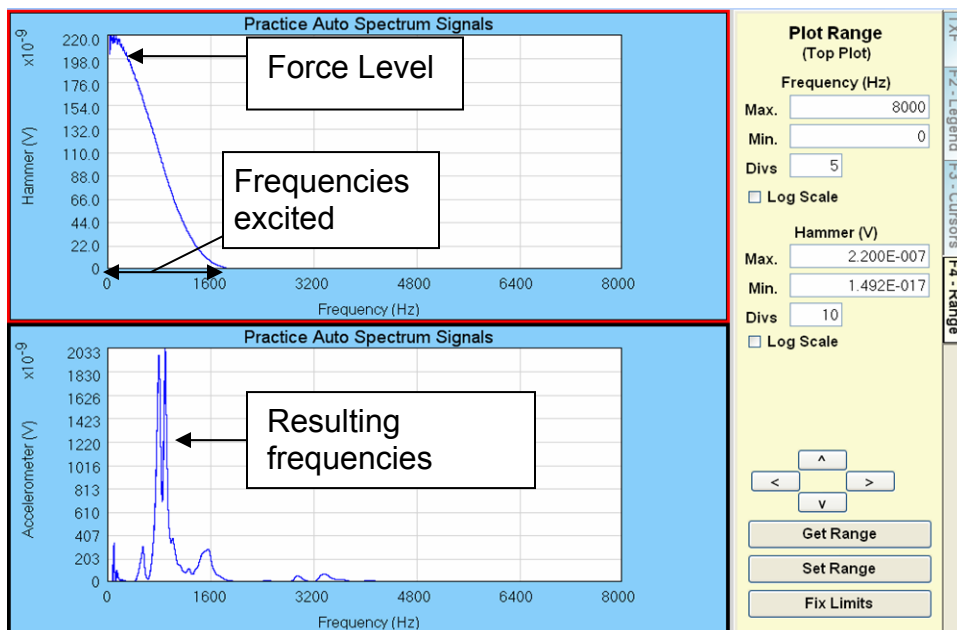 Practice Auto Spectrum Signals
x10-9
220.0
198.0
176.0
154.0
132.0
110.0
88.0
66.0
44.0
22.0
0
Hammer (V)
Force Level
Frequencies
excited
0 1600 3200 4800 6400 8000
Frequency (Hz)
Practice Auto Spectrum Signals
x10-9
2033
1830
1626
1423
1220
1016
813
610
407
203
0
Accelerometer (V)
Resulting
frequencies
0 1600 3200 4800 6400 8000
Frequency (Hz)
Plot Range
(Top Plot)
Frequency (Hz)
Max. 8000
Min. 0
Divs 5
Log Scale
Hammer (V)
Max. 2.200E-007
Min. 1.492E-017
Divs 10
Log Scale
^
< >
v
Get Range
Set Range
Fix Limits
F2 - Legend
F3 - Cursors
F4 - Range